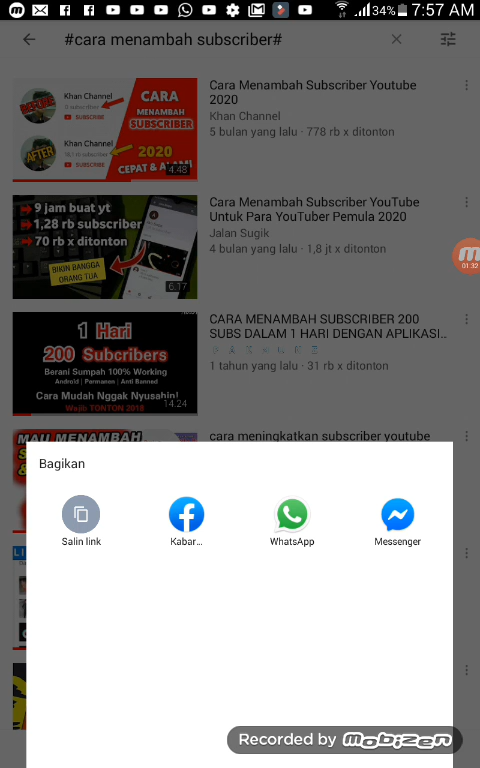 34% 7:57 AM
#cara menambah subscriber#
Khan Channel
SUBSCRIBE
Khan Channel
SUBSCRIBE
CARA
MENAMBAH
SUBSCRIBER
2020
4.48
Cara Menambah Subscriber Youtube
2020
Khan Channel
5 bulan yang lalu · 778 rb x ditonton
9 jam buat yt
1,28 rb subscriber
70 rb x ditonton
BIKIN BANGGA
ORANG TUA
6:17
Cara Menambah Subscriber YouTube
Untuk Para YouTuber Pemula 2020
Jalan Sugik
4 bulan yang lalu · 1,8 jt x ditonton
01:32
1 Hari
200 Subcribers
Berani Sumpah 100% Working
Android | Permanen | Anti Banned
Cara Mudah Nggak Nyusahin!
Wajib TONTON 2018
14.24
CARA MENAMBAH SUBSCRIBER 200
SUBS DALAM 1 HARI DENGAN APLIKASI...
1 tahun yang lalu · 31 rb x ditonton
MAU MENAMBAH
cara meningkatkan subscriber youtube
Bagikan
Salin link
Kabar...
WhatsApp
Messenger
Recorded by Mobizen